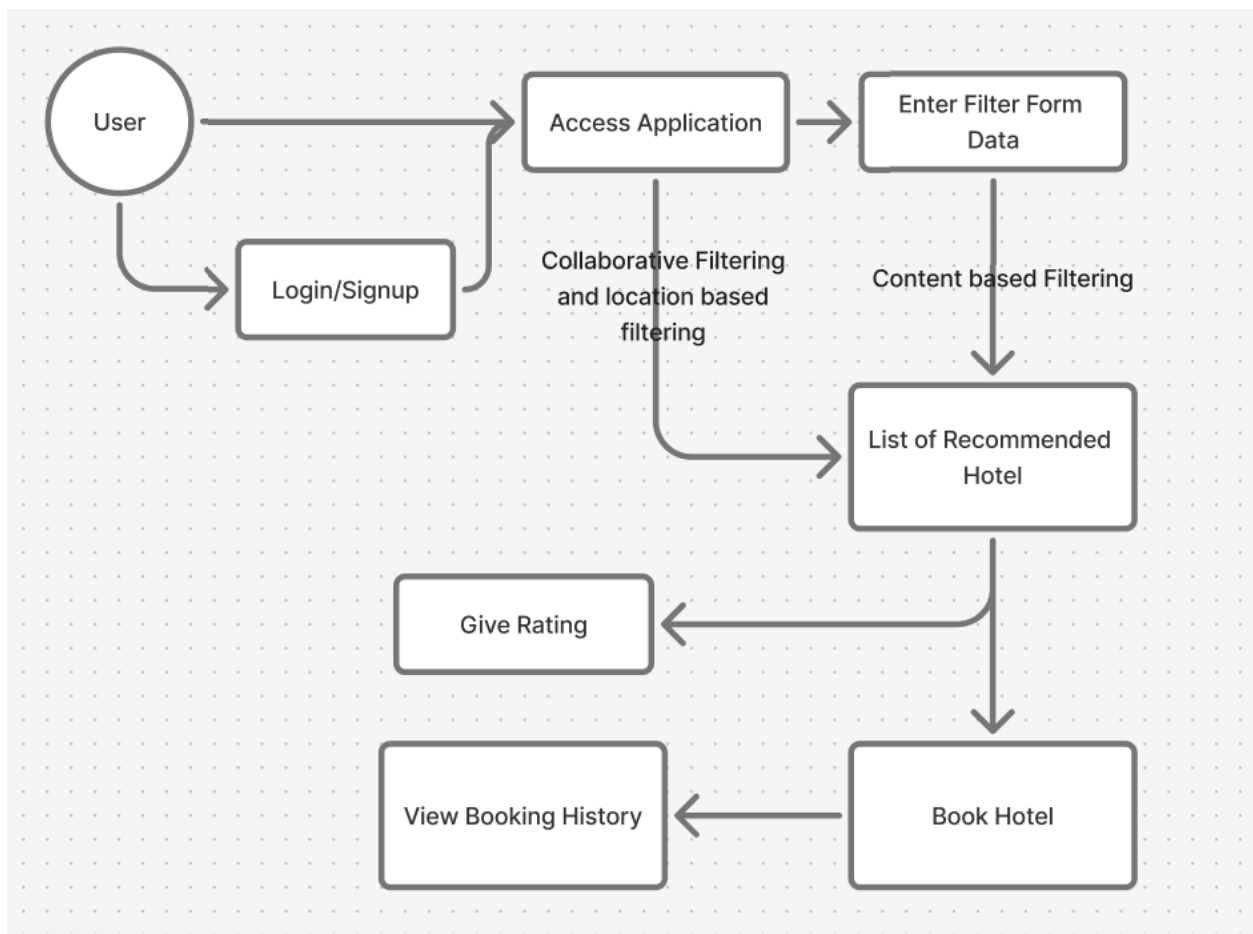 User
Access Application
Enter Filter Form
Data
Login/Signup
Collaborative Filtering
and location based
filtering
Content based Filtering
List of Recommended
Hotel
Give Rating
View Booking History
Book Hotel